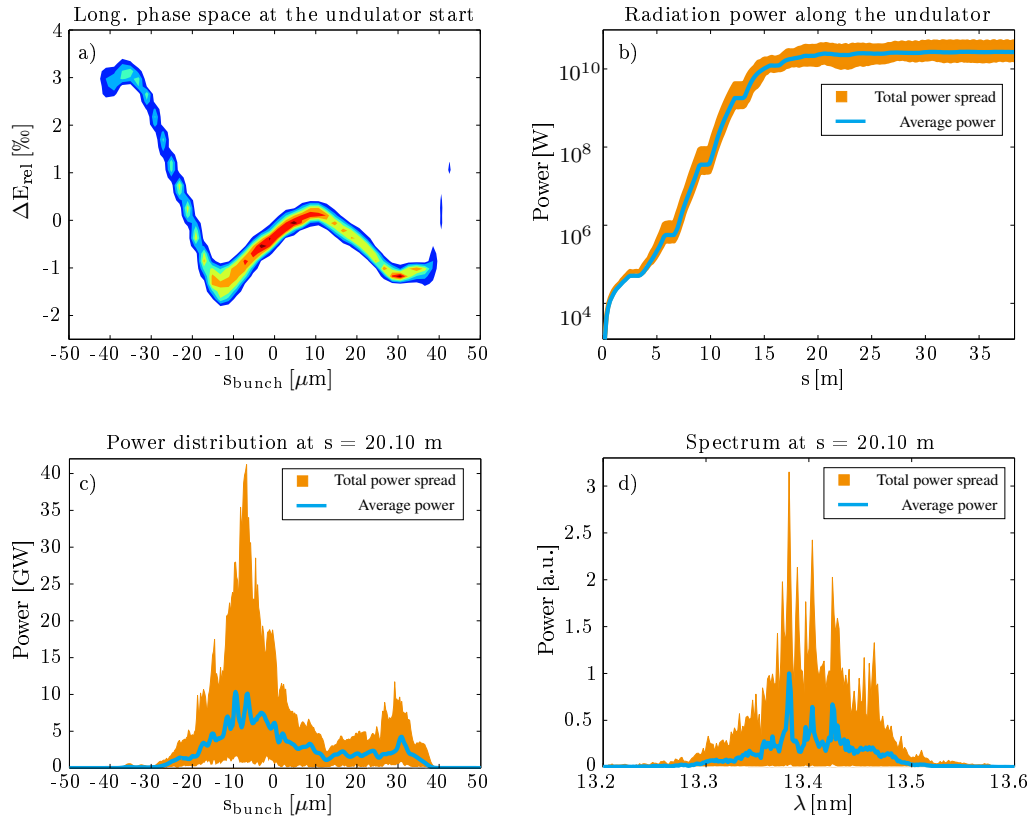 Long. phase space at the undulator start
a)
4
3
2
1
0
-1
-2
-50 -40 -30 -20 -10 0 10 20 30 40 50
ΔE_rel [‰]
s_bunch [μm]
Radiation power along the undulator
b)
10^10
10^8
10^6
10^4
0 5 10 15 20 25 30 35
Power [W]
s [m]
Total power spread
Average power
Power distribution at s = 20.10 m
c)
40
35
30
25
20
15
10
5
0
-50 -40 -30 -20 -10 0 10 20 30 40 50
Power [GW]
s_bunch [μm]
Total power spread
Average power
Spectrum at s = 20.10 m
d)
3
2.5
2
1.5
1
0.5
0
13.2 13.3 13.4 13.5 13.6
Power [a.u.]
λ [nm]
Total power spread
Average power